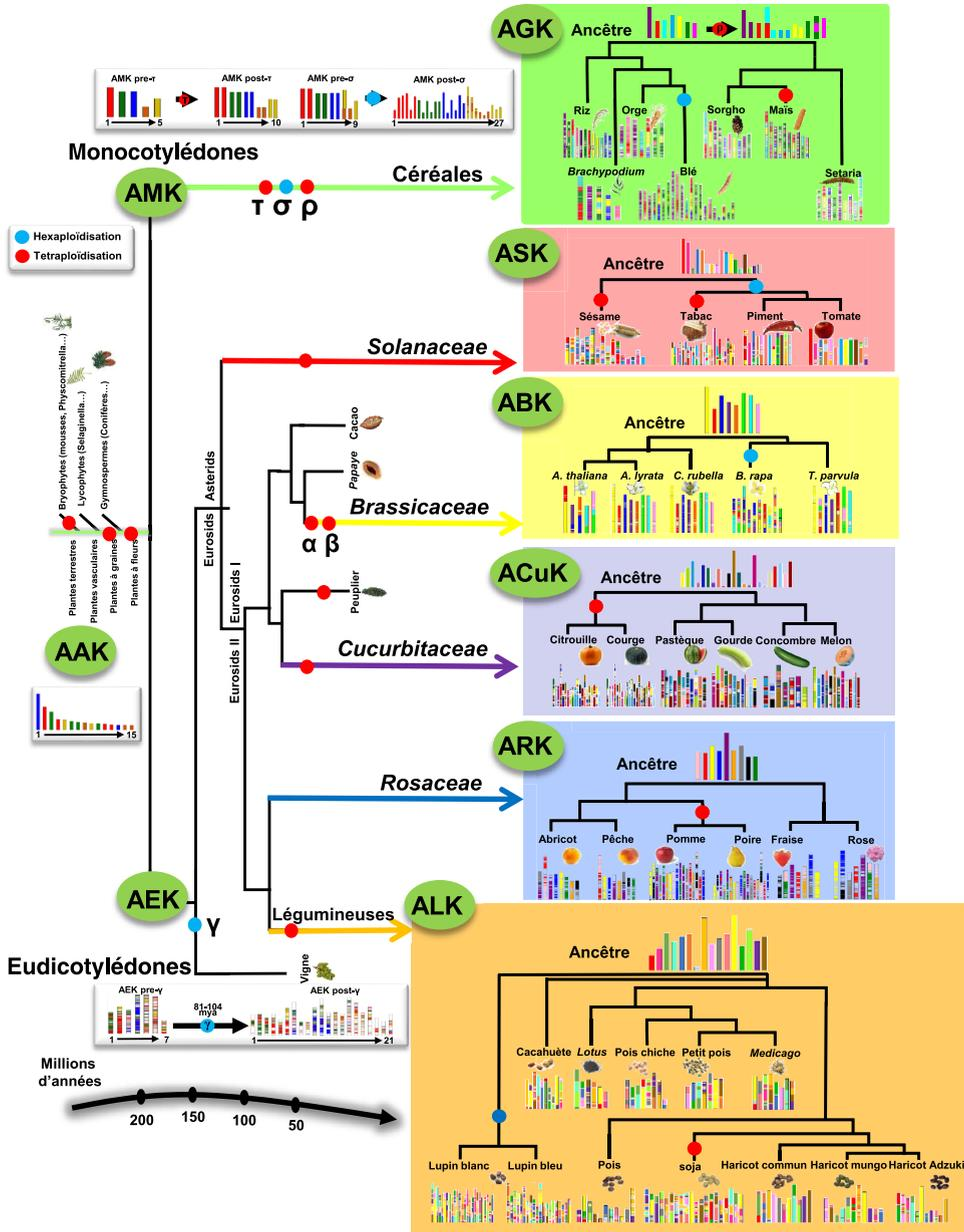 AGK
Ancêtre
ρ
Riz
Orge
Sorgho
Maïs
Brachypodium
Blé
Setaria
AMK pre-τ
AMK post-τ
AMK pre-σ
AMK post-σ
τ
1
5
1
10
1
9
1
27
Monocotylédones
AMK
Céréales
τ σ ρ
Hexaploïdisation
Tetraploïdisation
ASK
Ancêtre
Sésame
Tabac
Piment
Tomate
Solanaceae
Bryophytes (mousses, Physcomitrella...)
Lycophytes (Selaginella...)
Gymnospermes (Conifères...)
Plantes terrestres
Plantes vasculaires
Plantes à graines
Plantes à fleurs
Asterids
Eurosids
Eurosids I
Eurosids II
Cacao
Papaye
Brassicaceae
α β
ABK
Ancêtre
A. thaliana
A. lyrata
C. rubella
B. rapa
T. parvula
Peuplier
Cucurbitaceae
ACuK
Ancêtre
Citrouille
Courge
Pastèque
Gourde
Concombre
Melon
AAK
1
15
Rosaceae
ARK
Ancêtre
Abricot
Pêche
Pomme
Poire
Fraise
Rose
AEK
γ
Légumineuses
ALK
Eudicotylédones
Vigne
AEK pre-γ
81-104
mya
γ
AEK post-γ
1
7
1
21
Millions
d'années
200
150
100
50
Ancêtre
Cacahuète
Lotus
Pois chiche
Petit pois
Medicago
Lupin blanc
Lupin bleu
Pois
soja
Haricot commun
Haricot mungo
Haricot Adzuki